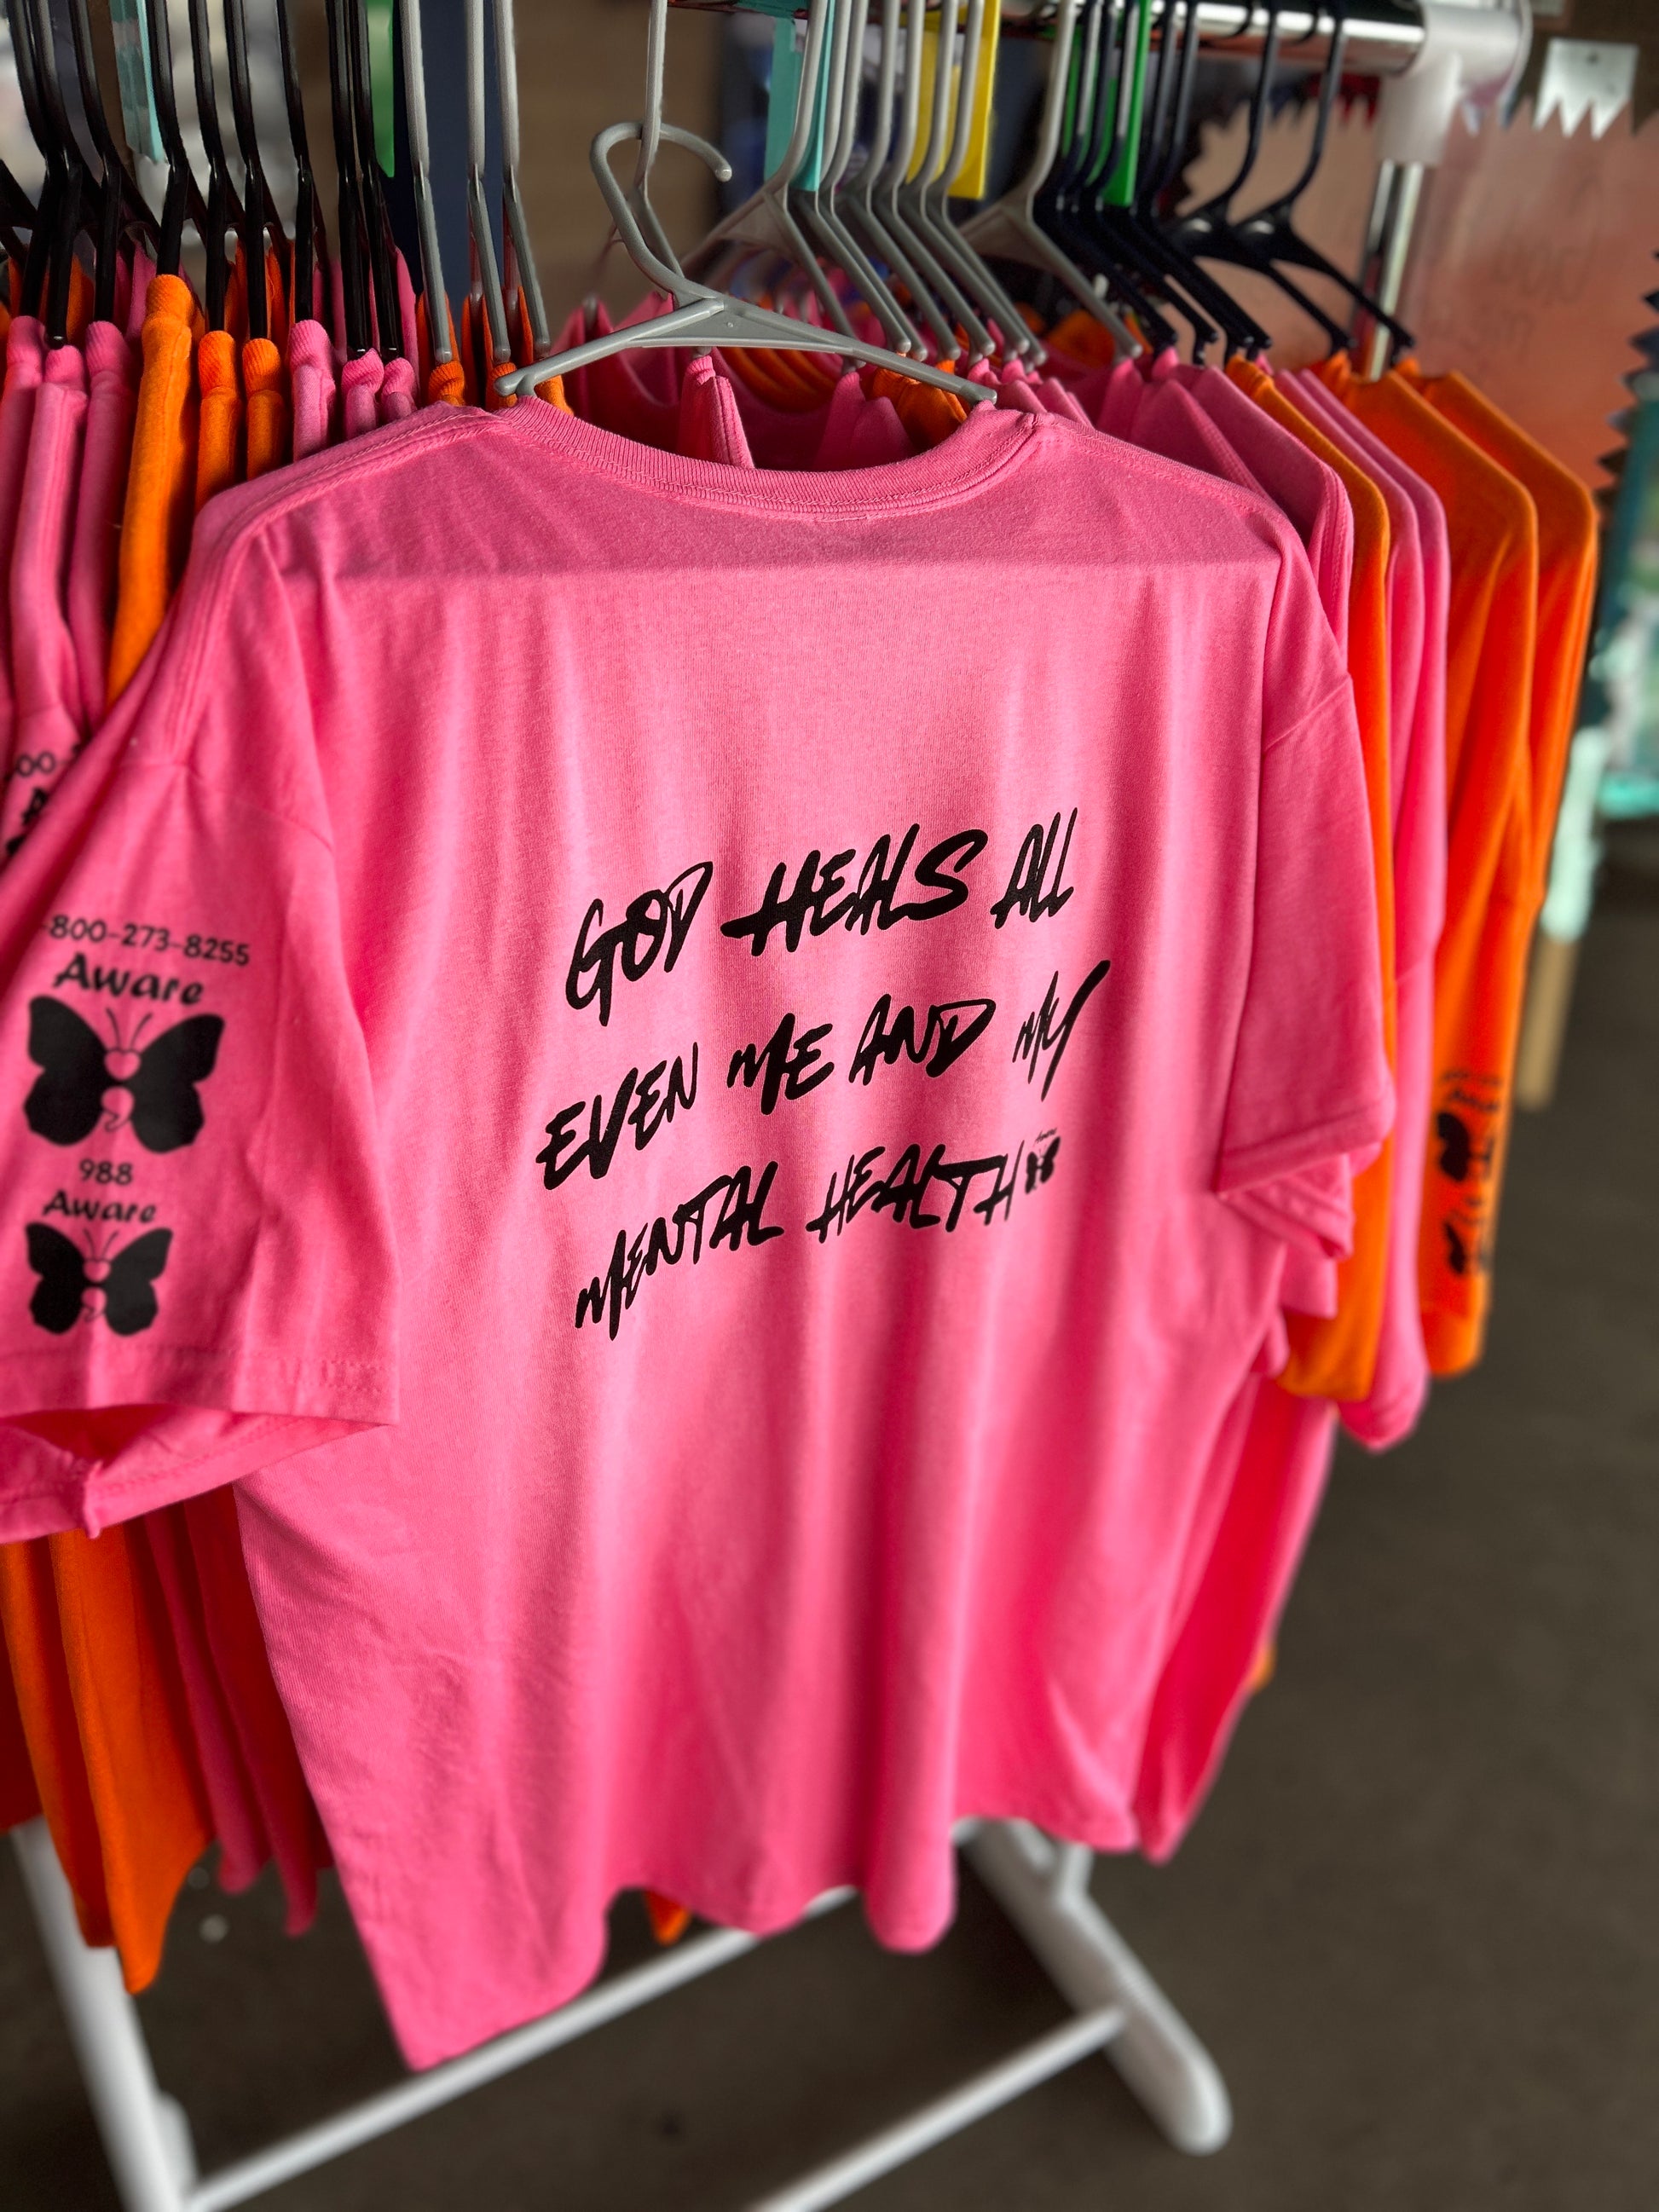 GOD HEALS ALL
EVEN ME AND MY
MENTAL HEALTH
-800-273-8255
Aware
988
Aware